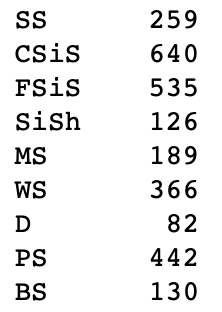 SS 259
CSiS 640
FSiS 535
SiSh 126
MS 189
WS 366
D 82
PS 442
BS 130